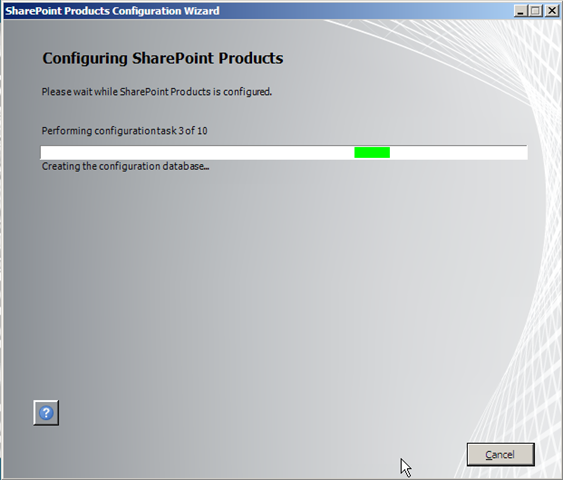 SharePoint Products Configuration Wizard
Configuring SharePoint Products
Please wait while SharePoint Products is configured.
Performing configuration task 3 of 10
Creating the configuration database...
?
Cancel